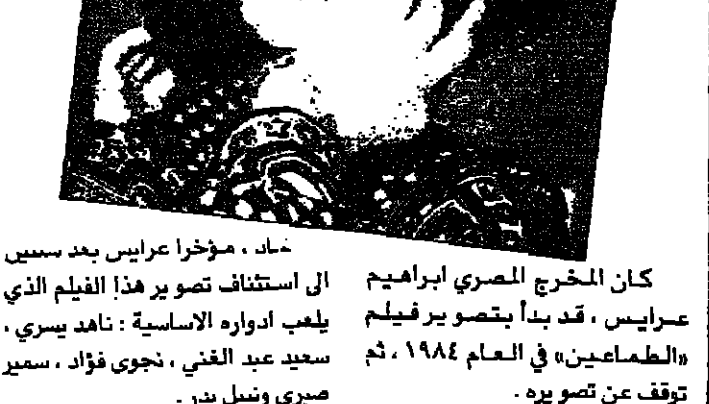 كان المخرج المصري ابراهيم
عرايس ، قد بدأ بتصوير فيلم
«الطماعين» في العام ١٩٨٤ ، ثم
توقف عن تصويره .
مؤخرا عرايس بعد
الى استئناف تصوير هذا الفيلم الذي
يلعب ادواره الاساسية : ناهد يسري ،
سعيد عبد الغني ، نجوى فؤاد ، سمير
صبري ونبيل بدر .